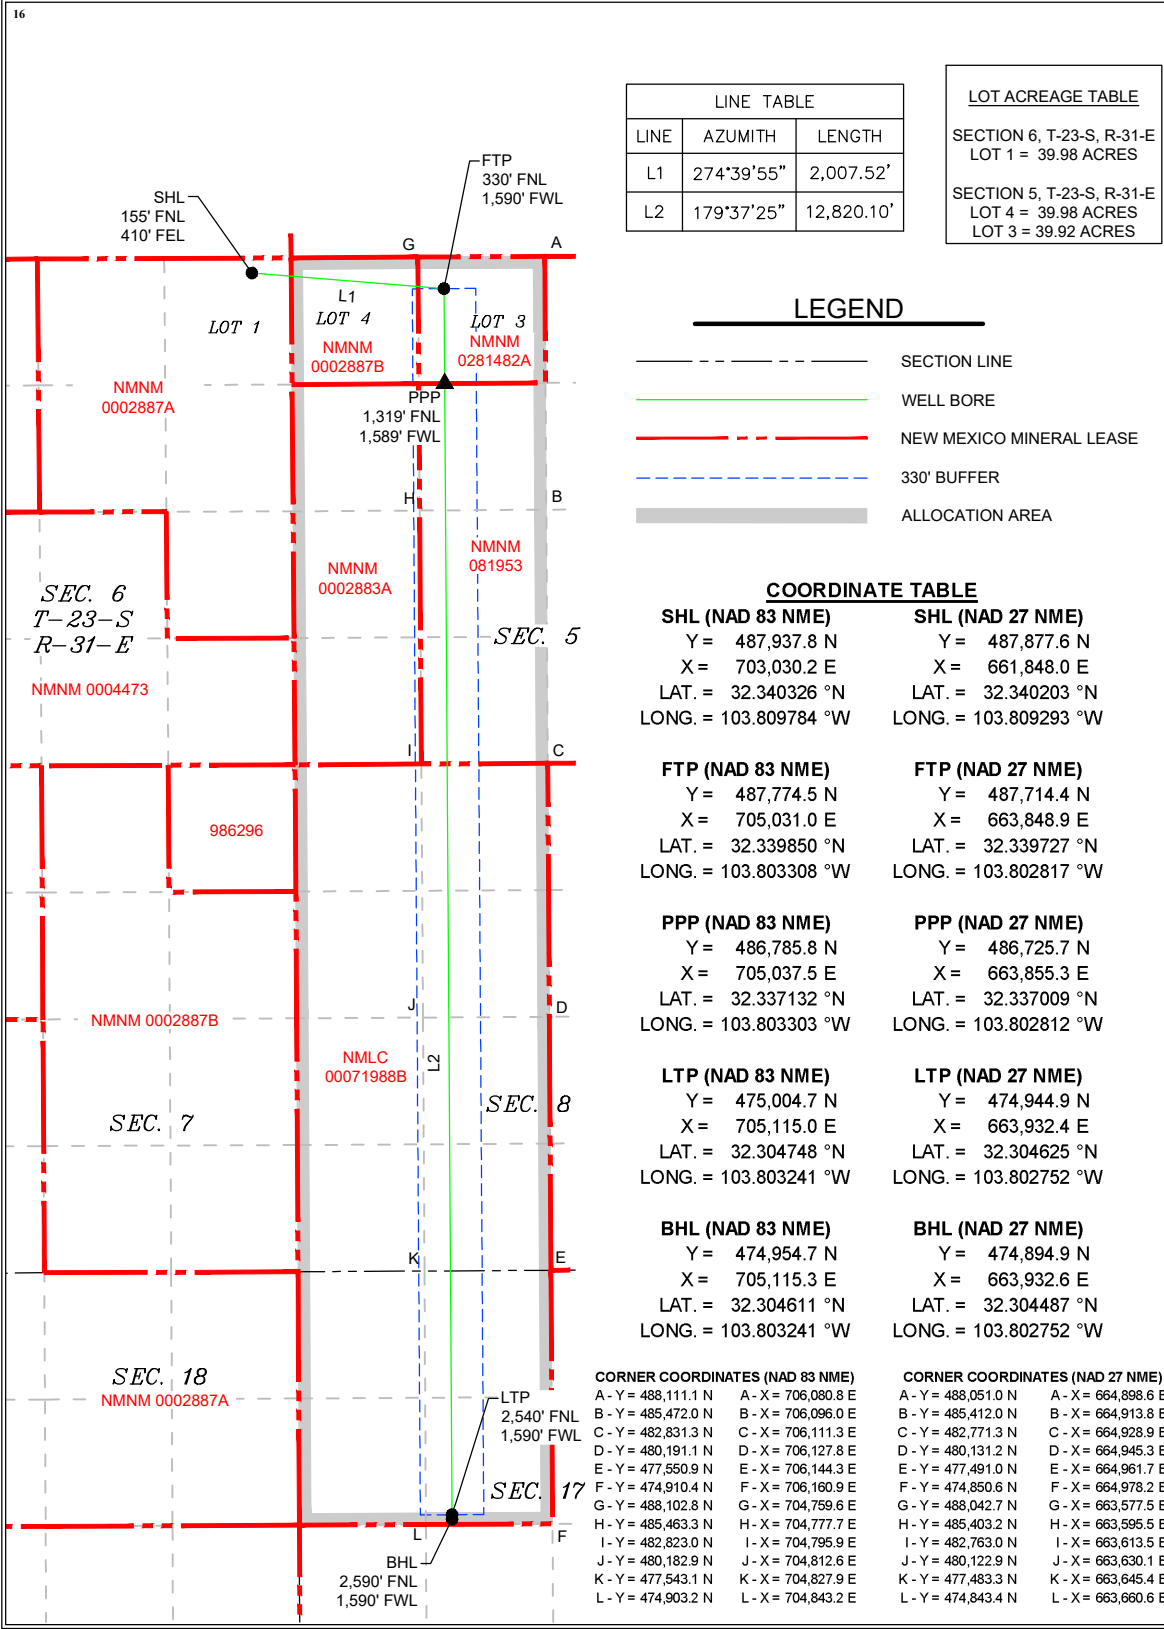 16
LINE TABLE
LINE AZUMITH LENGTH
L1 274°39'55" 2,007.52'
L2 179°37'25" 12,820.10'
LOT ACREAGE TABLE
SECTION 6, T-23-S, R-31-E
LOT 1 = 39.98 ACRES
SECTION 5, T-23-S, R-31-E
LOT 4 = 39.98 ACRES
LOT 3 = 39.92 ACRES
SHL
155' FNL
410' FEL
FTP
330' FNL
1,590' FWL
G
A
L1
LOT 1
LOT 4
LOT 3
NMNM
0002887B
NMNM
0281482A
NMNM
0002887A
PPP
1,319' FNL
1,589' FWL
H
B
NMNM
0002883A
NMNM
081953
SEC. 6
T-23-S
R-31-E
SEC. 5
NMNM 0004473
I
C
986296
J
D
NMNM 0002887B
NMLC
00071988B
L2
SEC. 7
SEC. 8
K
E
SEC. 18
NMNM 0002887A
LTP
2,540' FNL
1,590' FWL
SEC. 17
L
F
BHL
2,590' FNL
1,590' FWL
LEGEND
SECTION LINE
WELL BORE
NEW MEXICO MINERAL LEASE
330' BUFFER
ALLOCATION AREA
COORDINATE TABLE
SHL (NAD 83 NME) SHL (NAD 27 NME)
Y = 487,937.8 N Y = 487,877.6 N
X = 703,030.2 E X = 661,848.0 E
LAT. = 32.340326 °N LAT. = 32.340203 °N
LONG. = 103.809784 °W LONG. = 103.809293 °W
FTP (NAD 83 NME) FTP (NAD 27 NME)
Y = 487,774.5 N Y = 487,714.4 N
X = 705,031.0 E X = 663,848.9 E
LAT. = 32.339850 °N LAT. = 32.339727 °N
LONG. = 103.803308 °W LONG. = 103.802817 °W
PPP (NAD 83 NME) PPP (NAD 27 NME)
Y = 486,785.8 N Y = 486,725.7 N
X = 705,037.5 E X = 663,855.3 E
LAT. = 32.337132 °N LAT. = 32.337009 °N
LONG. = 103.803303 °W LONG. = 103.802812 °W
LTP (NAD 83 NME) LTP (NAD 27 NME)
Y = 475,004.7 N Y = 474,944.9 N
X = 705,115.0 E X = 663,932.4 E
LAT. = 32.304748 °N LAT. = 32.304625 °N
LONG. = 103.803241 °W LONG. = 103.802752 °W
BHL (NAD 83 NME) BHL (NAD 27 NME)
Y = 474,954.7 N Y = 474,894.9 N
X = 705,115.3 E X = 663,932.6 E
LAT. = 32.304611 °N LAT. = 32.304487 °N
LONG. = 103.803241 °W LONG. = 103.802752 °W
CORNER COORDINATES (NAD 83 NME) CORNER COORDINATES (NAD 27 NME)
A - Y = 488,111.1 N A - X = 706,080.8 E A - Y = 488,051.0 N A - X = 664,898.6 E
B - Y = 485,472.0 N B - X = 706,096.0 E B - Y = 485,412.0 N B - X = 664,913.8 E
C - Y = 482,831.3 N C - X = 706,111.3 E C - Y = 482,771.3 N C - X = 664,928.9 E
D - Y = 480,191.1 N D - X = 706,127.8 E D - Y = 480,131.2 N D - X = 664,945.3 E
E - Y = 477,550.9 N E - X = 706,144.3 E E - Y = 477,491.0 N E - X = 664,961.7 E
F - Y = 474,910.4 N F - X = 706,160.9 E F - Y = 474,850.6 N F - X = 664,978.2 E
G - Y = 488,102.8 N G - X = 704,759.6 E G - Y = 488,042.7 N G - X = 663,577.5 E
H - Y = 485,463.3 N H - X = 704,777.7 E H - Y = 485,403.2 N H - X = 663,595.5 E
I - Y = 482,823.0 N I - X = 704,795.9 E I - Y = 482,763.0 N I - X = 663,613.5 E
J - Y = 480,182.9 N J - X = 704,812.6 E J - Y = 480,122.9 N J - X = 663,630.1 E
K - Y = 477,543.1 N K - X = 704,827.9 E K - Y = 477,483.3 N K - X = 663,645.4 E
L - Y = 474,903.2 N L - X = 704,843.2 E L - Y = 474,843.4 N L - X = 663,660.6 E